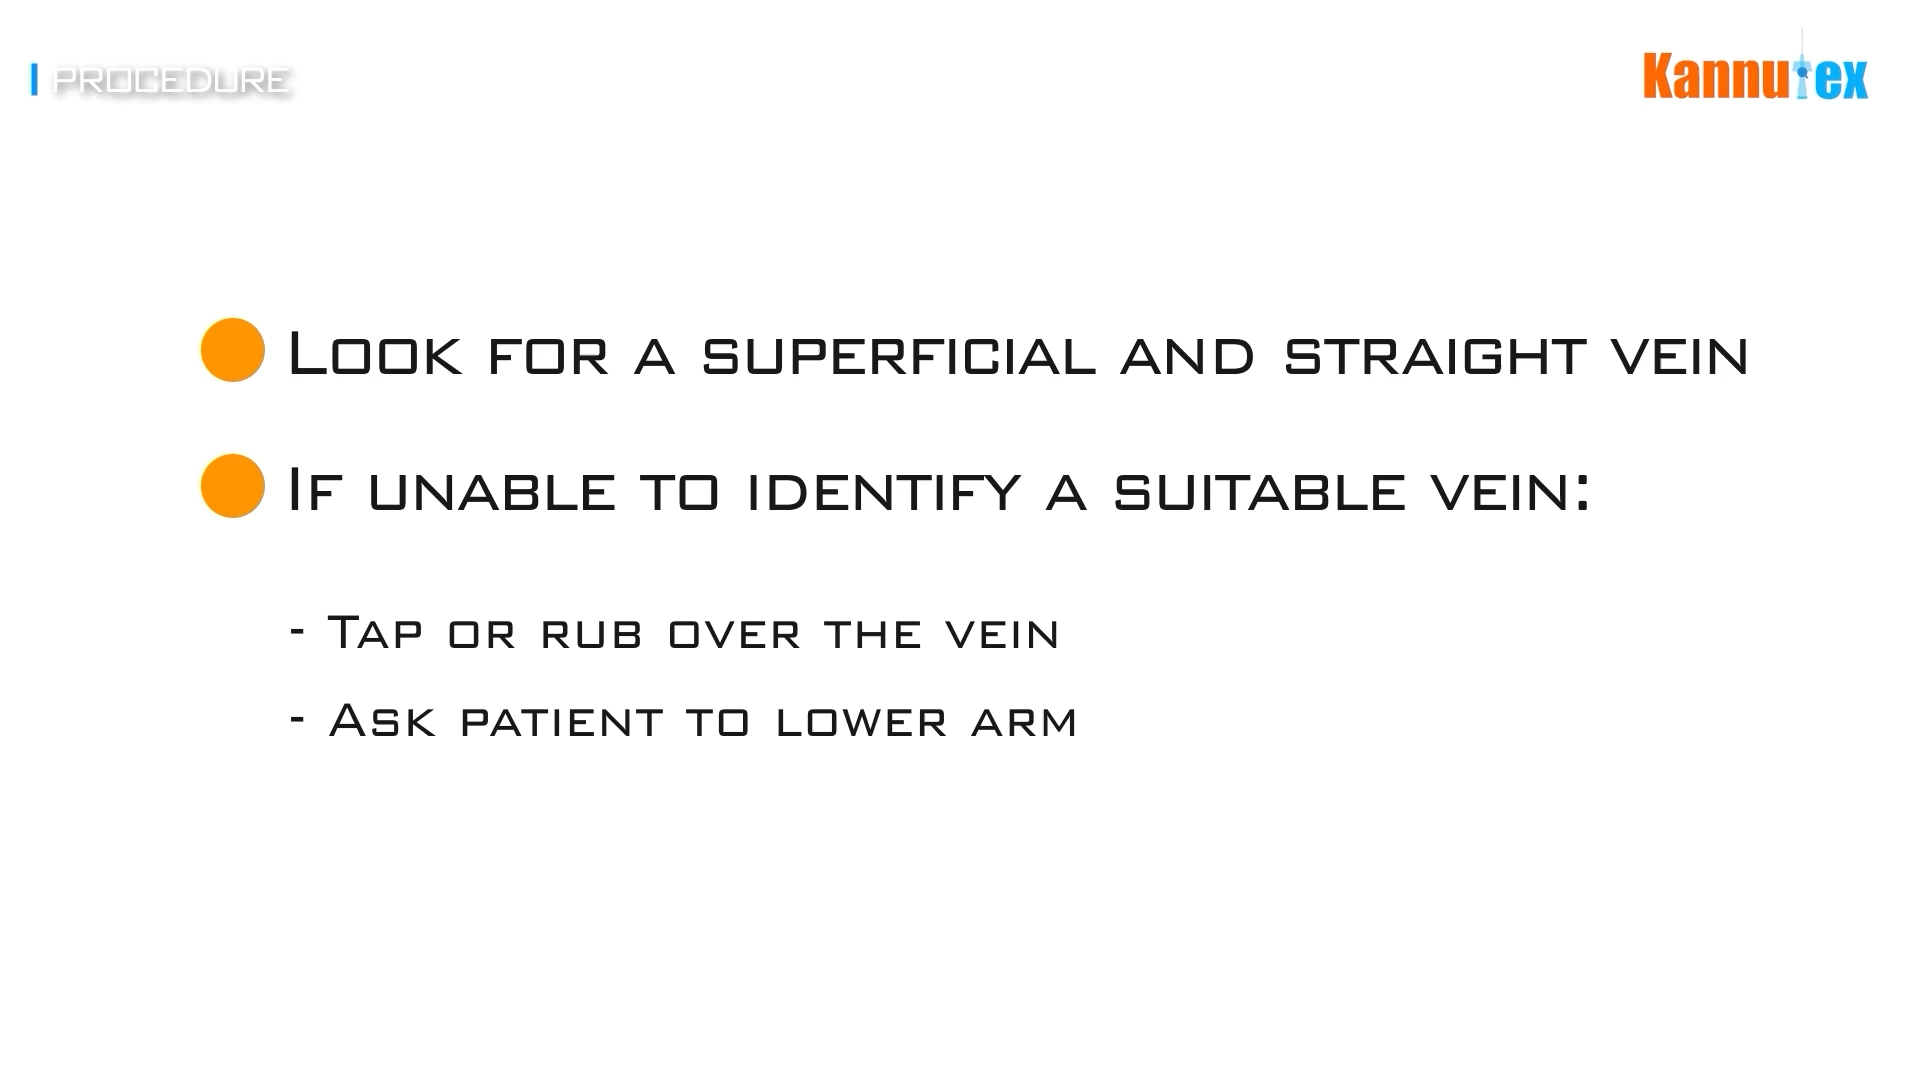 PROCEDURE
Kannulex
Look for a superficial and straight vein
If unable to identify a suitable vein:
- Tap or rub over the vein
- Ask patient to lower arm